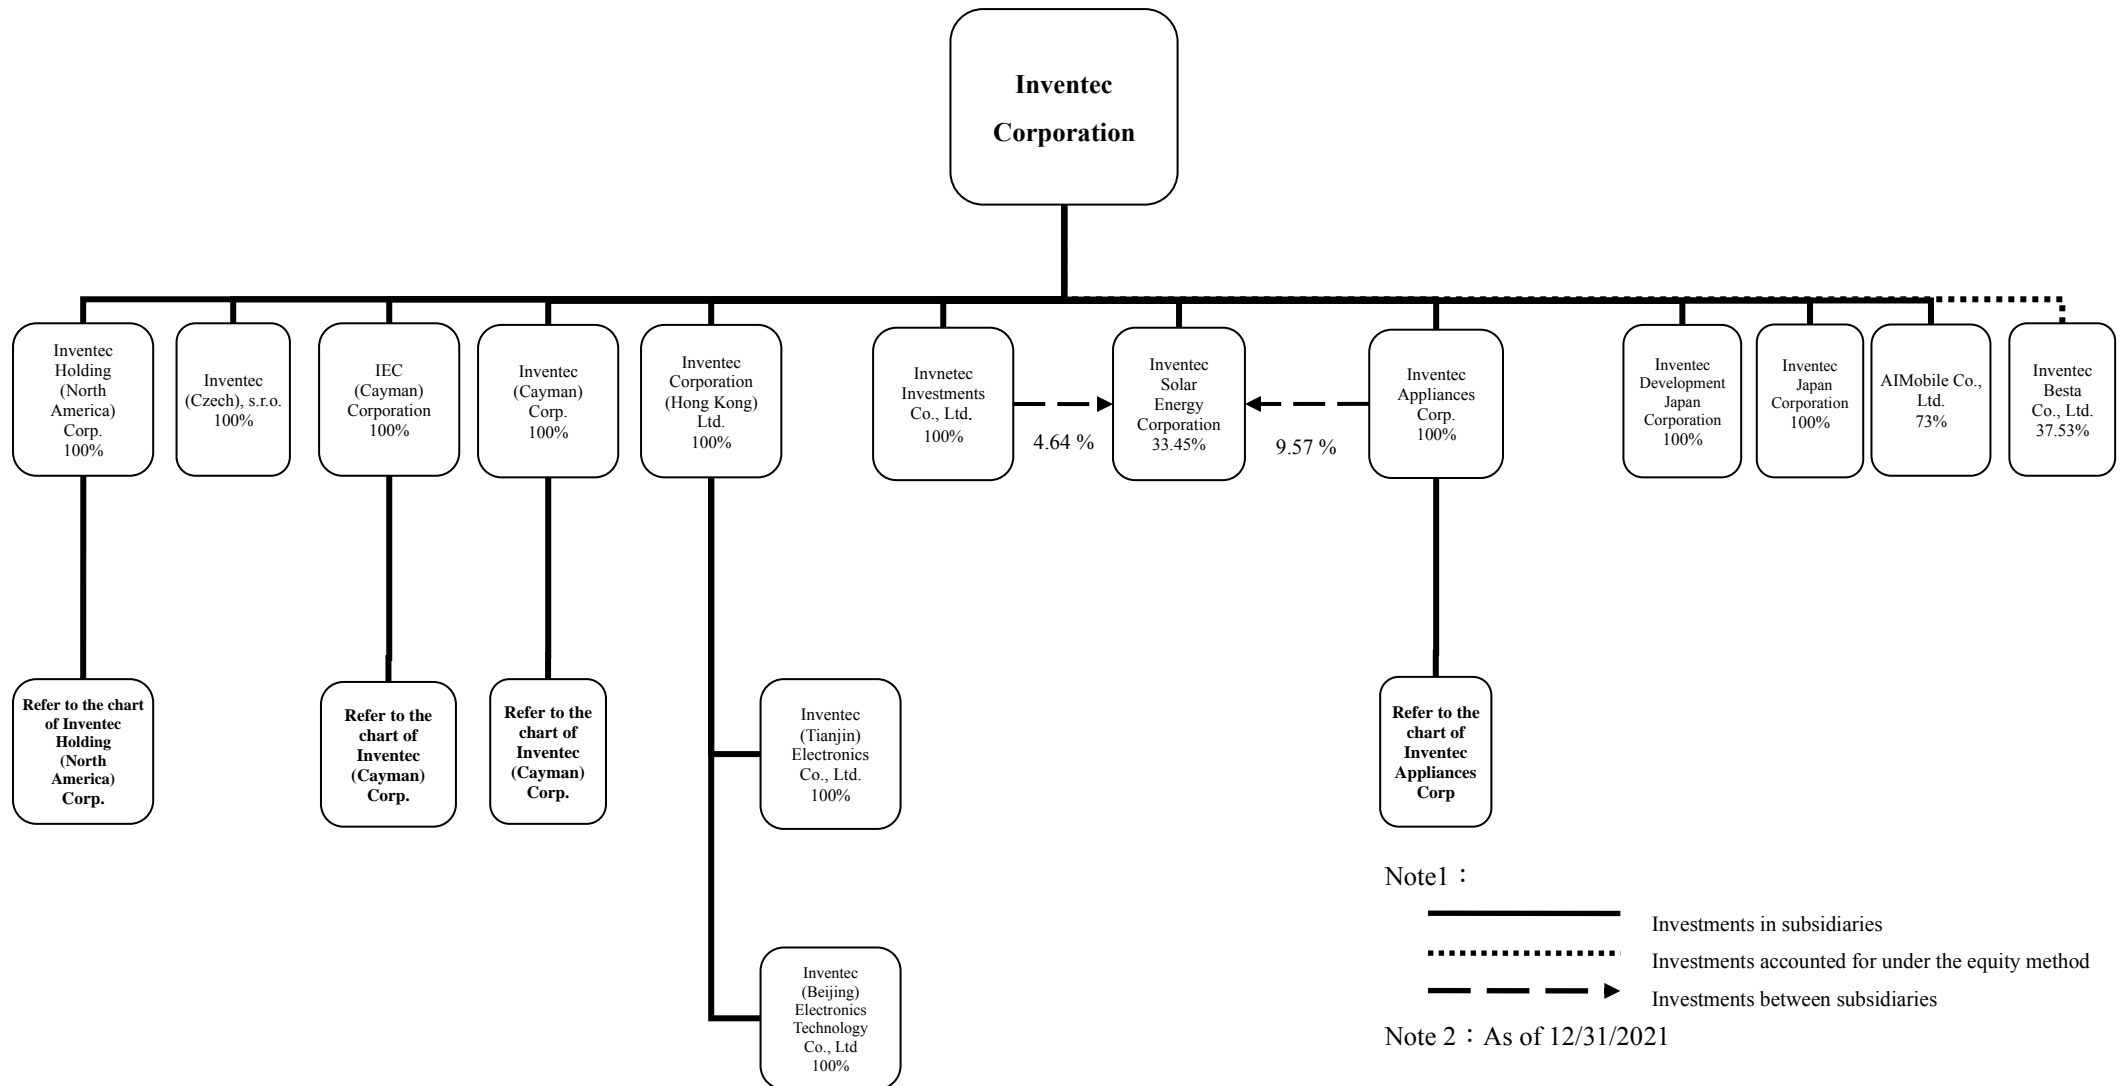 Inventec
Corporation
Inventec
Holding
(North
America)
Corp.
100%
Inventec
(Czech), s.r.o.
100%
IEC
(Cayman)
Corporation
100%
Inventec
(Cayman)
Corp.
100%
Inventec
Corporation
(Hong Kong)
Ltd.
100%
Invnetec
Investments
Co., Ltd.
100%
4.64 %
Inventec
Solar
Energy
Corporation
33.45%
9.57 %
Inventec
Appliances
Corp.
100%
Inventec
Development
Japan
Corporation
100%
Inventec
Japan
Corporation
100%
AIMobile Co.,
Ltd.
73%
Inventec
Besta
Co., Ltd.
37.53%
Refer to the chart
of Inventec
Holding
(North
America)
Corp.
Refer to the
chart of
Inventec
(Cayman)
Corp.
Refer to the
chart of
Inventec
(Cayman)
Corp.
Inventec
(Tianjin)
Electronics
Co., Ltd.
100%
Refer to the
chart of
Inventec
Appliances
Corp
Inventec
(Beijing)
Electronics
Technology
Co., Ltd
100%
Note1：
Investments in subsidiaries
Investments accounted for under the equity method
Investments between subsidiaries
Note 2：As of 12/31/2021